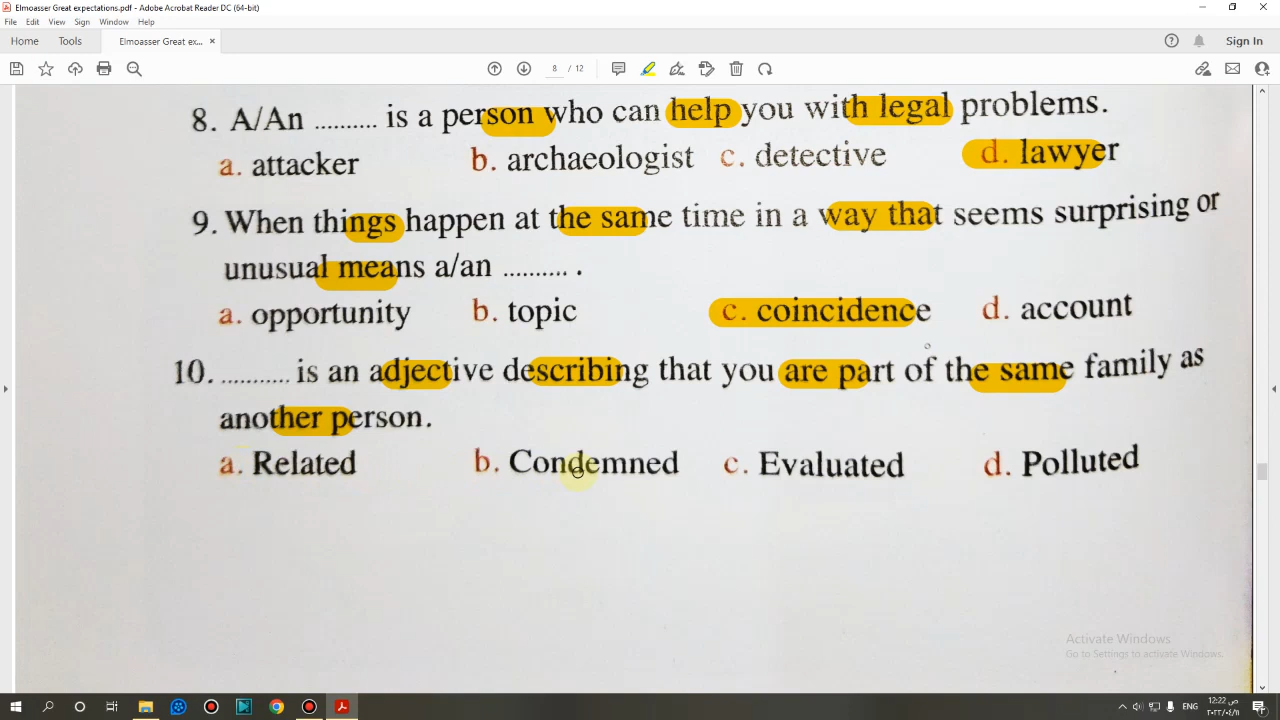 Elmoasser Great expectations.pdf - Adobe Acrobat Reader DC (64-bit)
File Edit View Sign Window Help
Home Tools Elmoasser Great ex... × Sign In
8 / 12
8. A/An .......... is a person who can help you with legal problems.
a. attacker b. archaeologist c. detective d. lawyer
9. When things happen at the same time in a way that seems surprising or
unusual means a/an .......... .
a. opportunity b. topic c. coincidence d. account
10. ........... is an adjective describing that you are part of the same family as
another person.
a. Related b. Condemned c. Evaluated d. Polluted
Activate Windows
Go to Settings to activate Windows.
ENG 12:22 ص